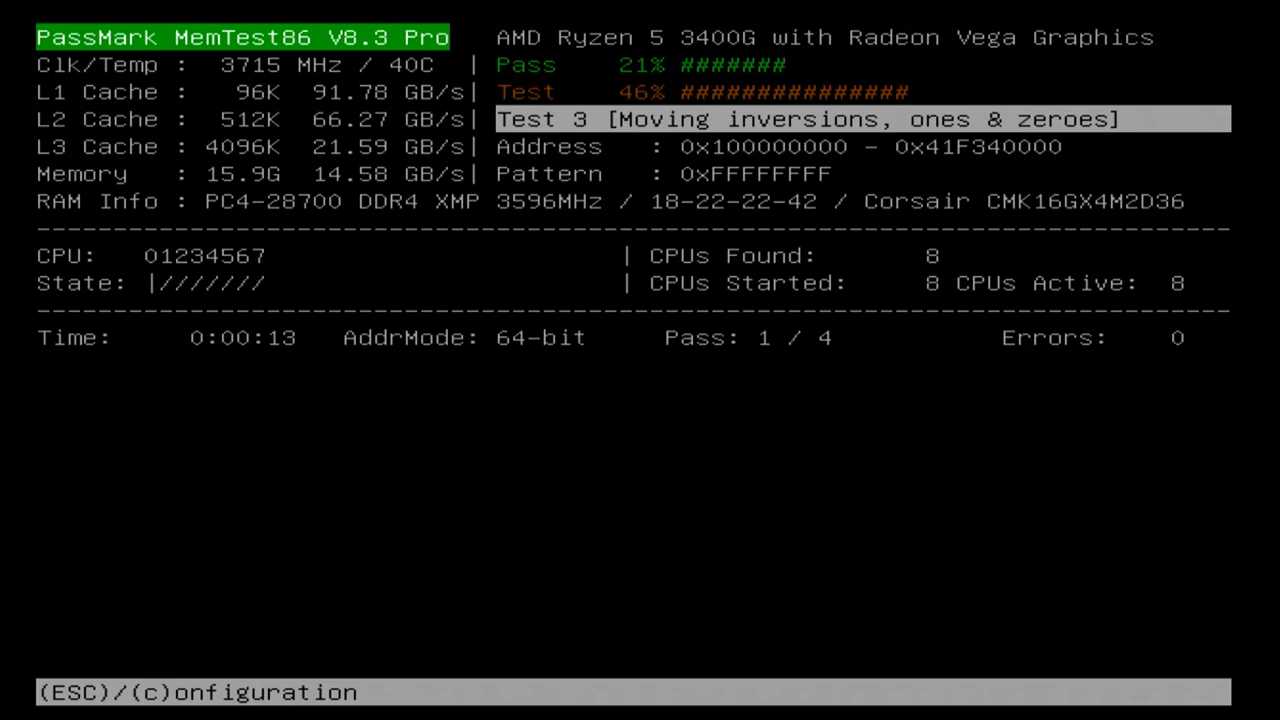 PassMark MemTest86 V8.3 Pro   AMD Ryzen 5 3400G with Radeon Vega Graphics
Clk/Temp :  3715 MHz / 40C  | Pass    21% #######
L1 Cache :   96K  91.78 GB/s| Test    46% ###############
L2 Cache :  512K  66.27 GB/s| Test 3 [Moving inversions, ones & zeroes]
L3 Cache : 4096K  21.59 GB/s| Address   : 0x100000000 - 0x41F340000
Memory   : 15.9G  14.58 GB/s| Pattern   : 0xFFFFFFFF
RAM Info : PC4-28700 DDR4 XMP 3596MHz / 18-22-22-42 / Corsair CMK16GX4M2D36
------------------------------------------------------------------------------
CPU:   01234567                       | CPUs Found:       8
State: |///////                       | CPUs Started:     8 CPUs Active:  8
------------------------------------------------------------------------------
Time:     0:00:13   AddrMode: 64-bit     Pass: 1 / 4           Errors:    0
(ESC)/(c)onfiguration